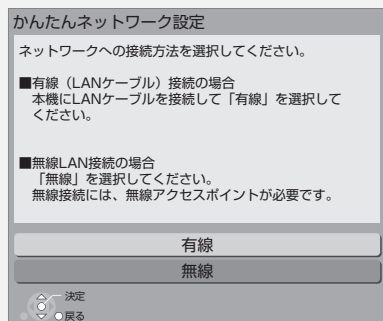 かんたんネットワーク設定
ネットワークへの接続方法を選択してください。
■有線（LANケーブル）接続の場合
本機にLANケーブルを接続して「有線」を選択して
ください。
■無線LAN接続の場合
「無線」を選択してください。
無線接続には、無線アクセスポイントが必要です。
有線
無線
決定
戻る